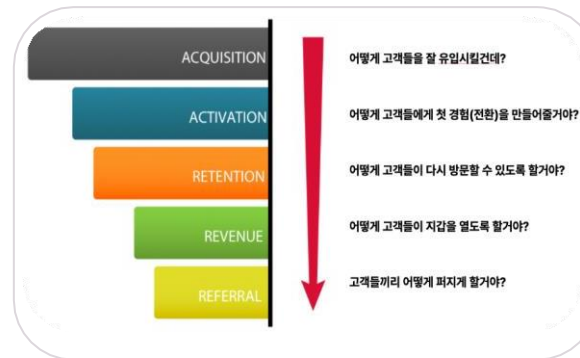 ACQUISITION 어떻게 고객들을 잘 유입시킬건데?
ACTIVATION 어떻게 고객들에게 첫 경험(전환)을 만들어줄거야?
RETENTION 어떻게 고객들이 다시 방문할 수 있도록 할거야?
REVENUE 어떻게 고객들이 지갑을 열도록 할거야?
REFERRAL 고객들끼리 어떻게 퍼지게 할거야?